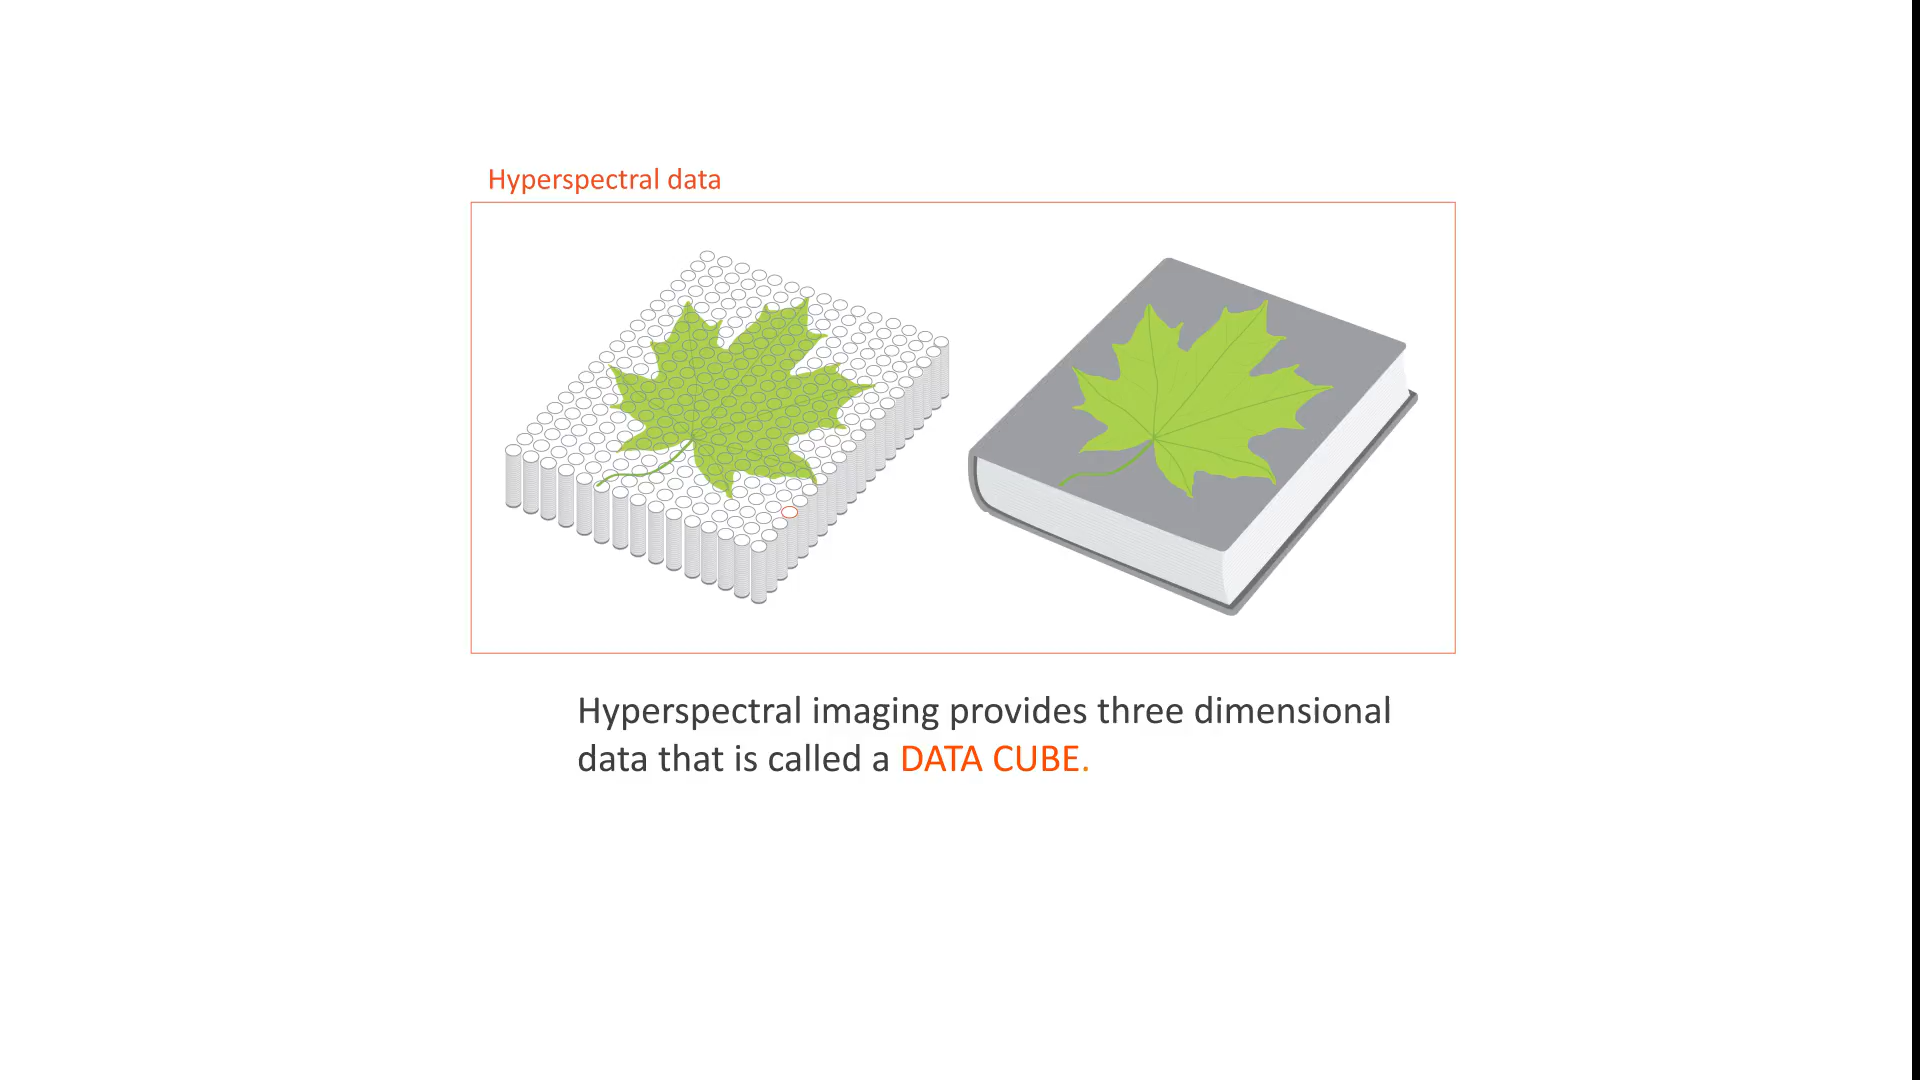 Hyperspectral data
Hyperspectral imaging provides three dimensional
data that is called a DATA CUBE.